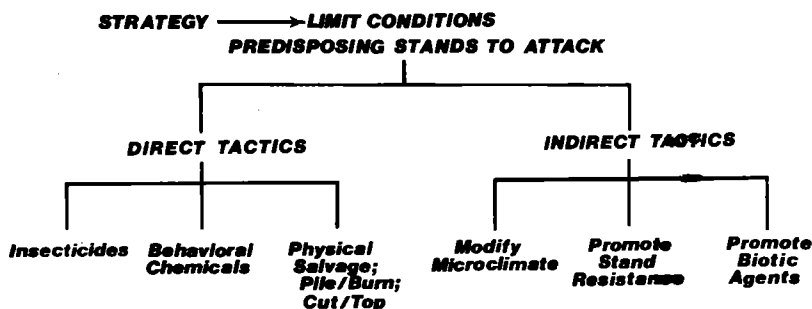 STRATEGY LIMIT CONDITIONS
PREDISPOSING STANDS TO ATTACK
DIRECT TACTICS
INDIRECT TACTICS
Insecticides
Behavioral
Chemicals
Physical
Salvage;
Pile/Burn;
Cut/Top
Modify
Microclimate
Promote
Stand
Resistance
Promote
Biotic
Agents